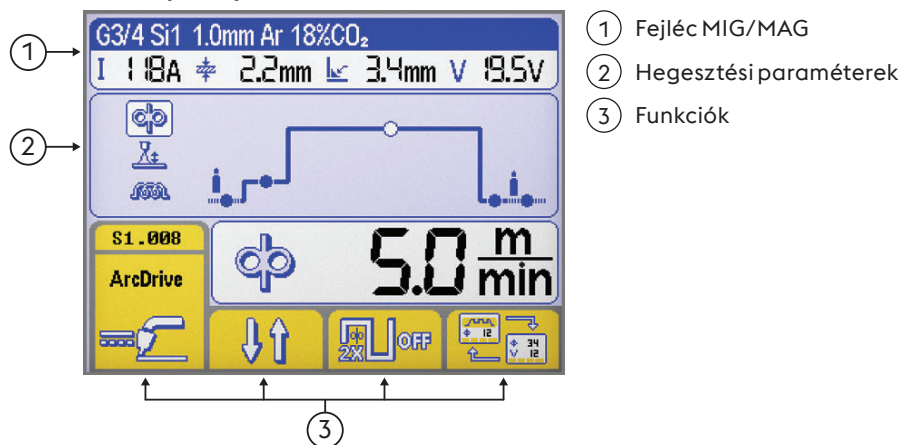 G3/4 Si1 1.0mm Ar 18%CO₂
I 118A 2.2mm 3.4mm V 19.5V
S1.008
ArcDrive
5.0 m/min
2X OFF
12
34
V 12
1
2
3
1 Fejléc MIG/MAG
2 Hegesztési paraméterek
3 Funkciók